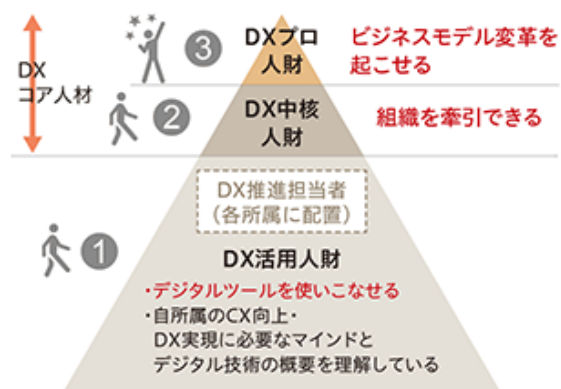 DX
コア人材
3
DXプロ
人財
ビジネスモデル変革を
起こせる
2
DX中核
人財
組織を牽引できる
DX推進担当者
(各所属に配置)
1
DX活用人財
・デジタルツールを使いこなせる
・自所属のCX向上・
DX実現に必要なマインドと
デジタル技術の概要を理解している